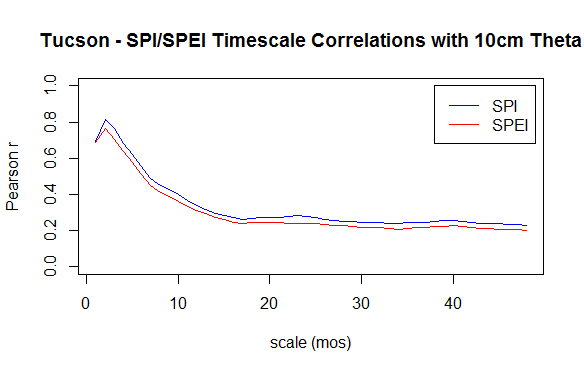 Tucson - SPI/SPEI Timescale Correlations with 10cm Theta
SPI
SPEI
Pearson r
1.0
0.8
0.6
0.4
0.2
0.0
0 10 20 30 40
scale (mos)